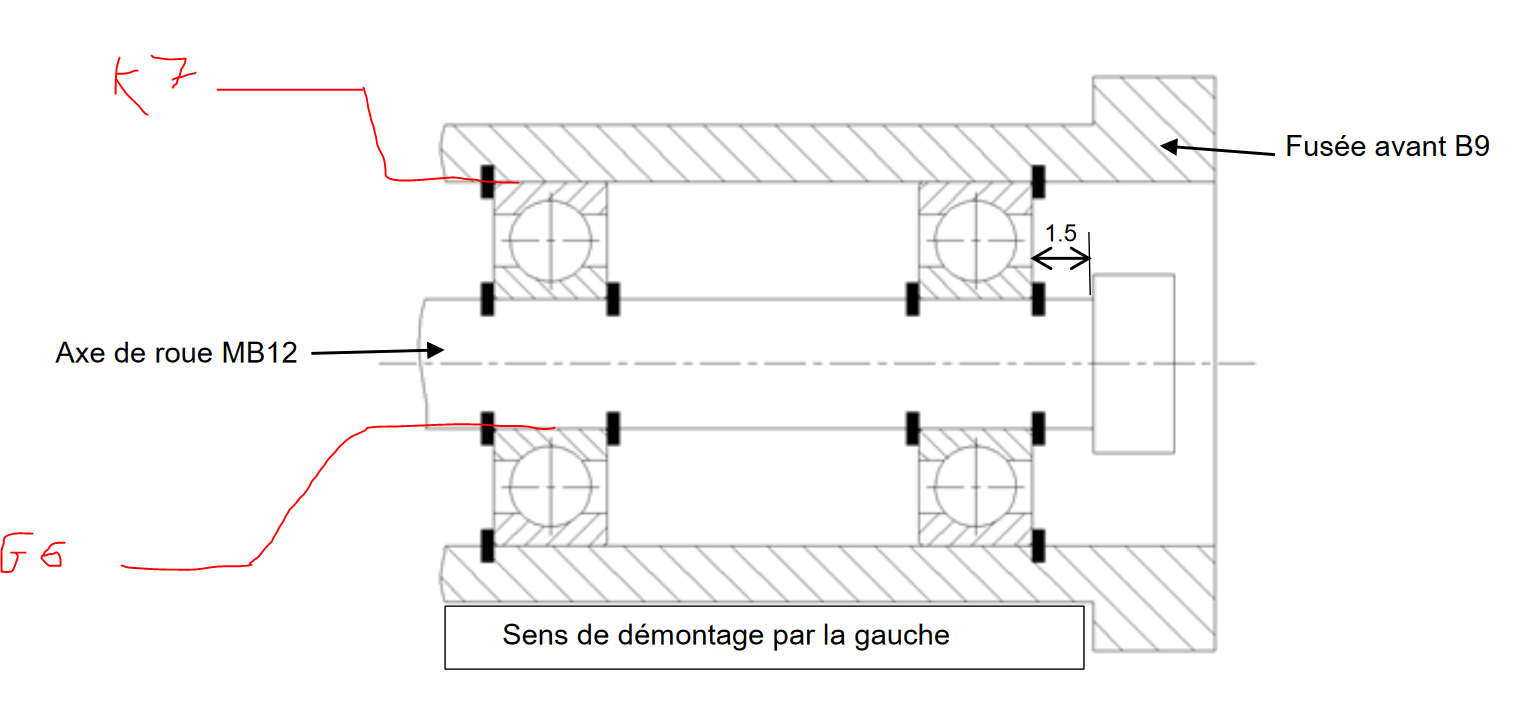 K7
Fusée avant B9
1.5
Axe de roue MB12
G6
Sens de démontage par la gauche